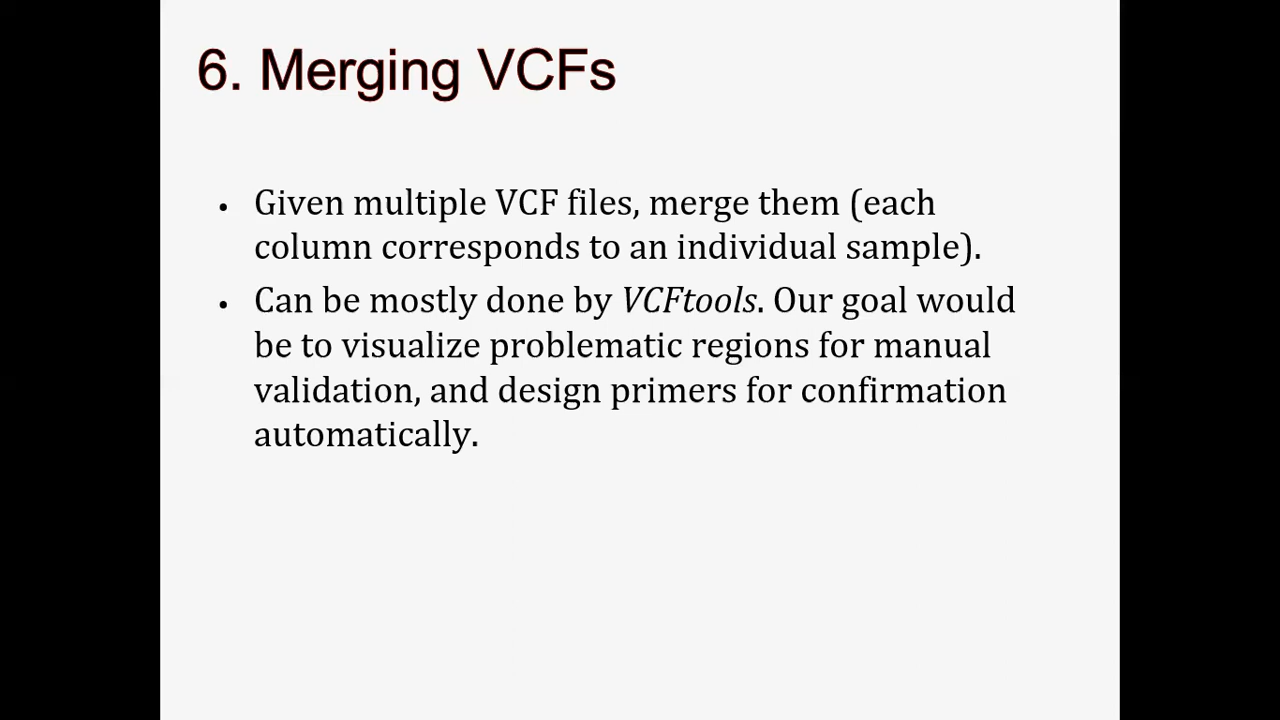 6. Merging VCFs
• Given multiple VCF files, merge them (each
column corresponds to an individual sample).
• Can be mostly done by VCFtools. Our goal would
be to visualize problematic regions for manual
validation, and design primers for confirmation
automatically.